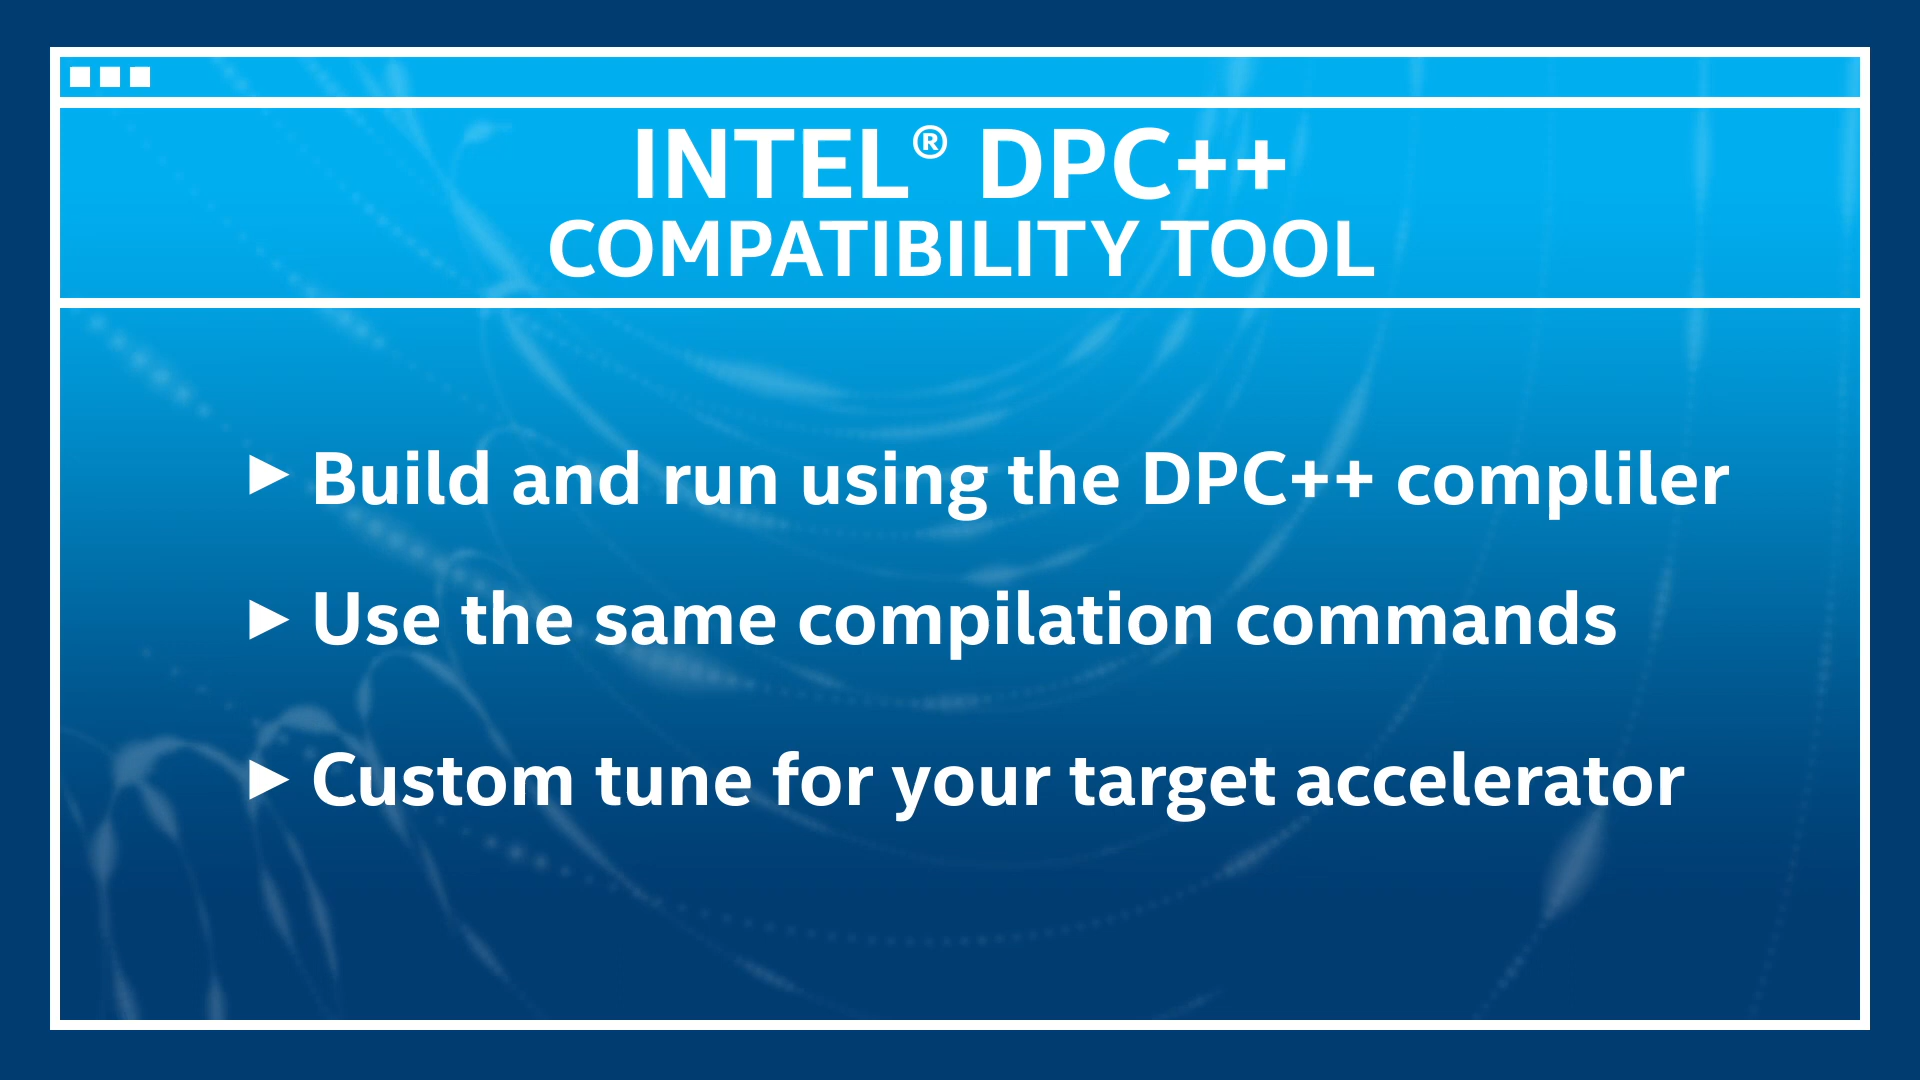 INTEL® DPC++
COMPATIBILITY TOOL
► Build and run using the DPC++ compliler
► Use the same compilation commands
► Custom tune for your target accelerator